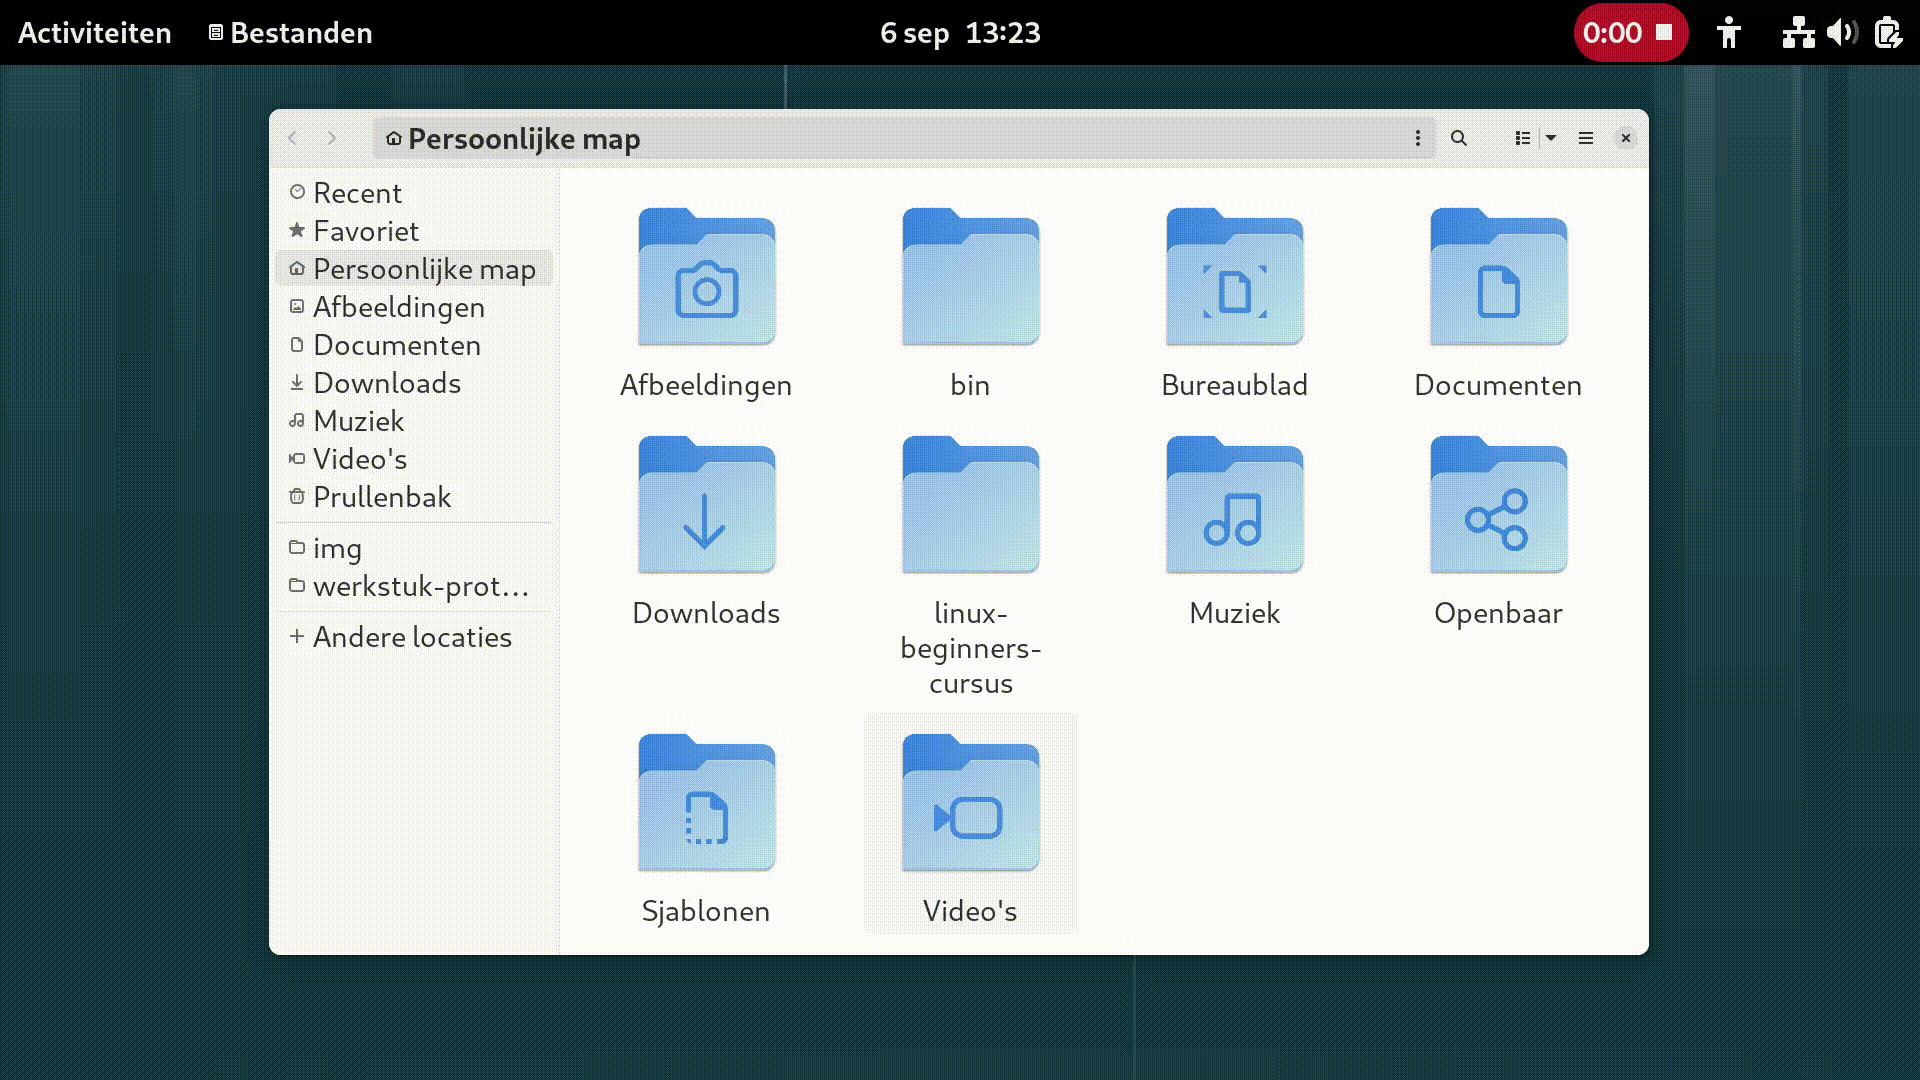 Activiteiten
Bestanden
6 sep 13:23
0:00
Persoonlijke map
Recent
Favoriet
Persoonlijke map
Afbeeldingen
Documenten
Downloads
Muziek
Video's
Prullenbak
img
werkstuk-prot…
Andere locaties
Afbeeldingen
bin
Bureaublad
Documenten
Downloads
linux-
beginners-
cursus
Muziek
Openbaar
Sjablonen
Video's